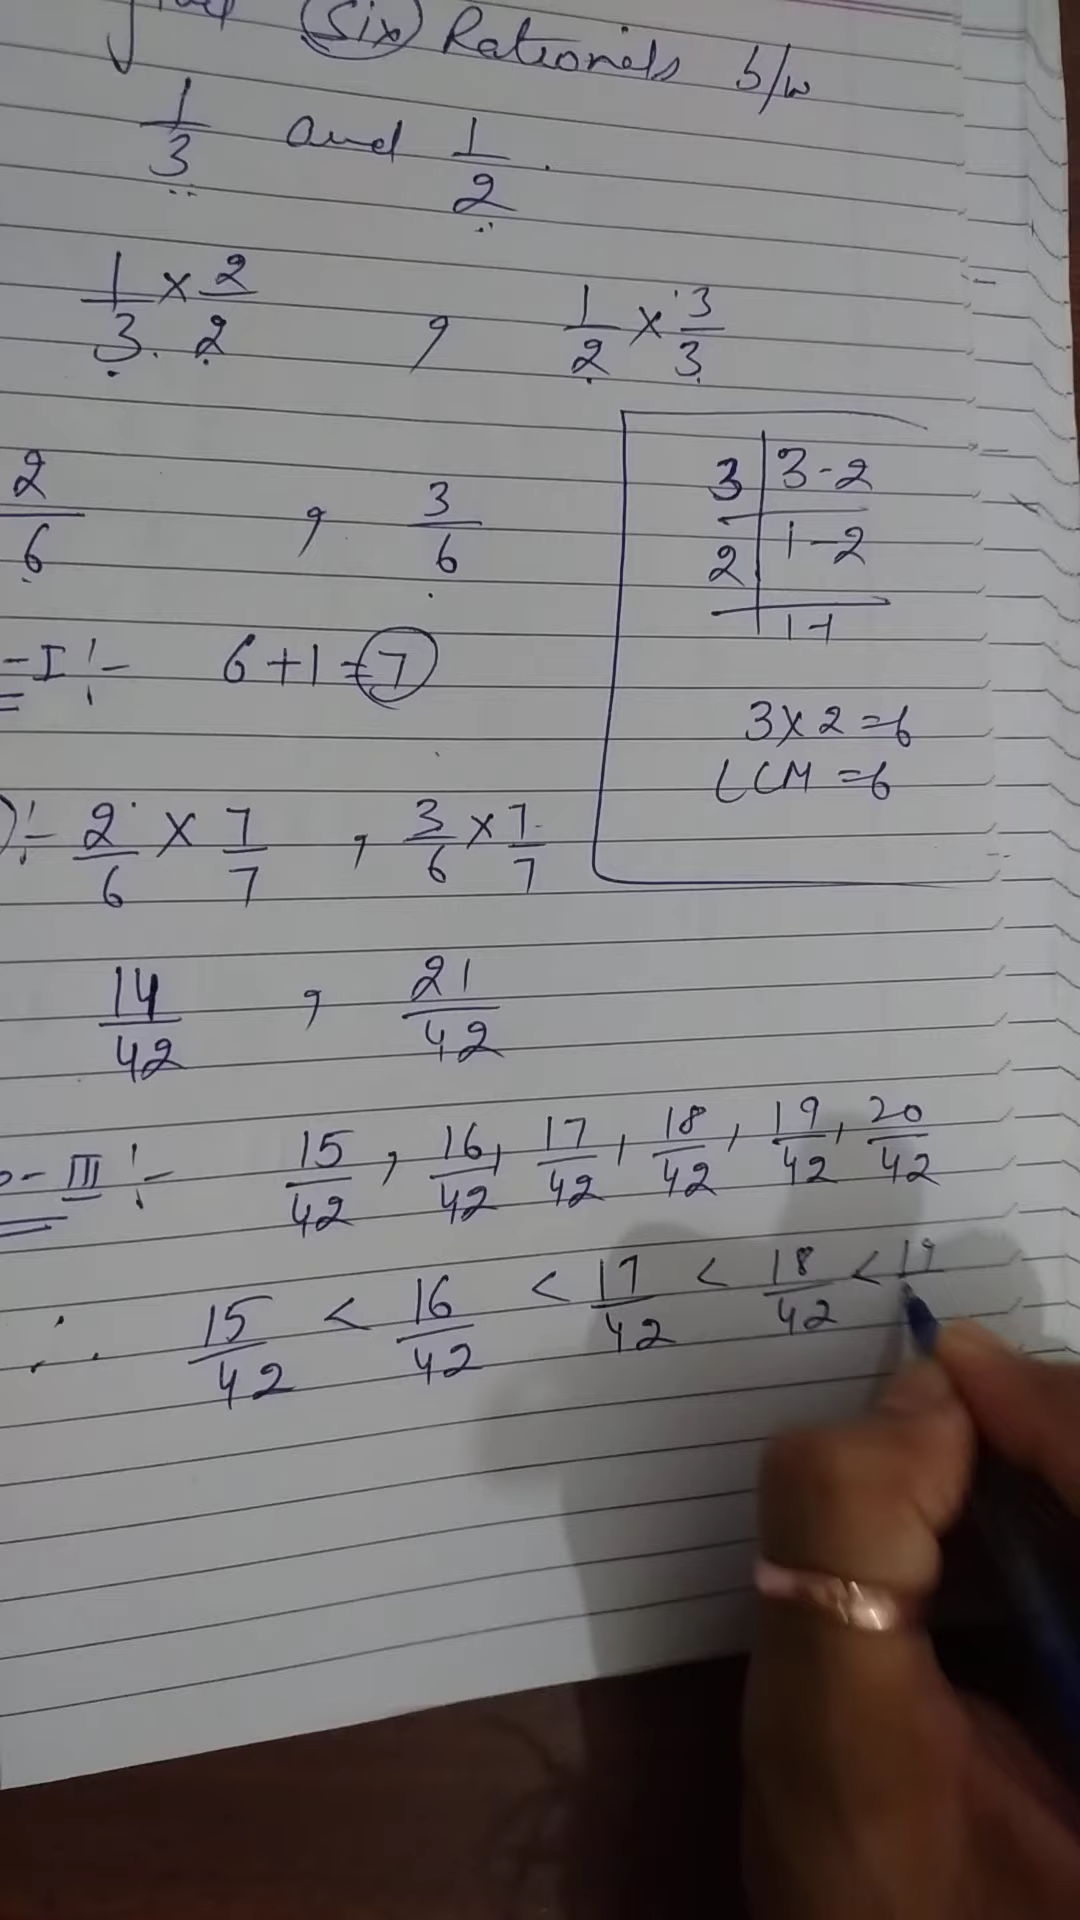 (Six) Rationals b/w
1/3 and 1/2.
1/3 × 2/2 , 1/2 × 3/3
2/6 , 3/6
3 | 3-2
2 | 1-2
1-1
-I :- 6+1=7
3×2=6
LCM=6
:- 2/6 × 7/7 , 3/6 × 7/7
14/42 , 21/42
-III :- 15/42 , 16/42 , 17/42 , 18/42 , 19/42 , 20/42
∴ 15/42 < 16/42 < 17/42 < 18/42 < 19